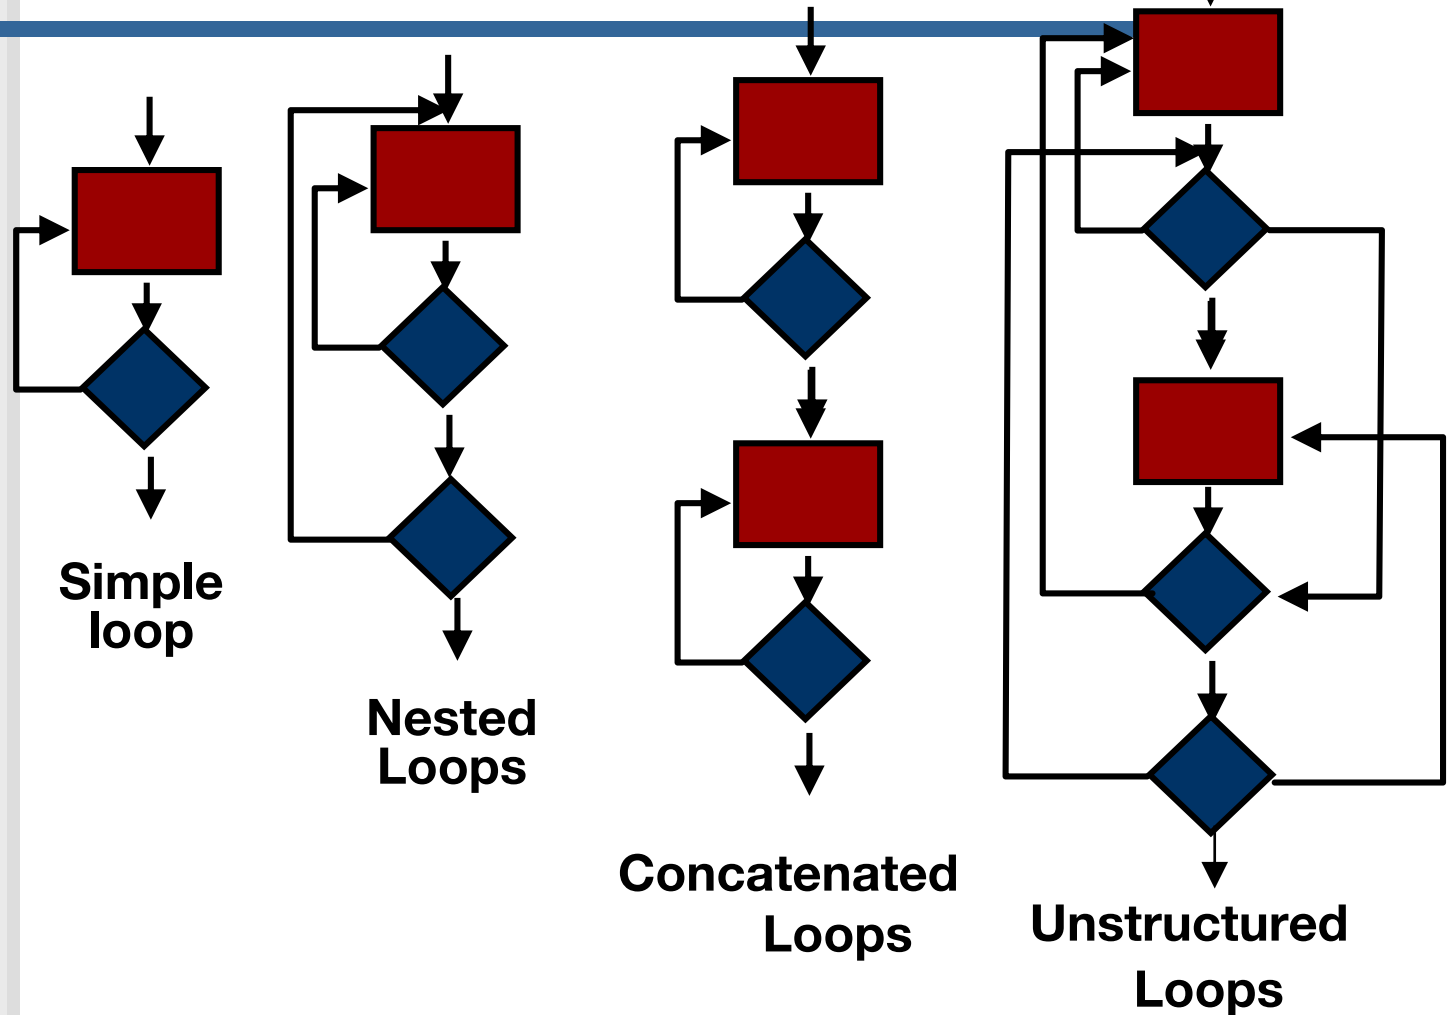 Simple
loop
Nested
Loops
Concatenated
Loops
Unstructured
Loops